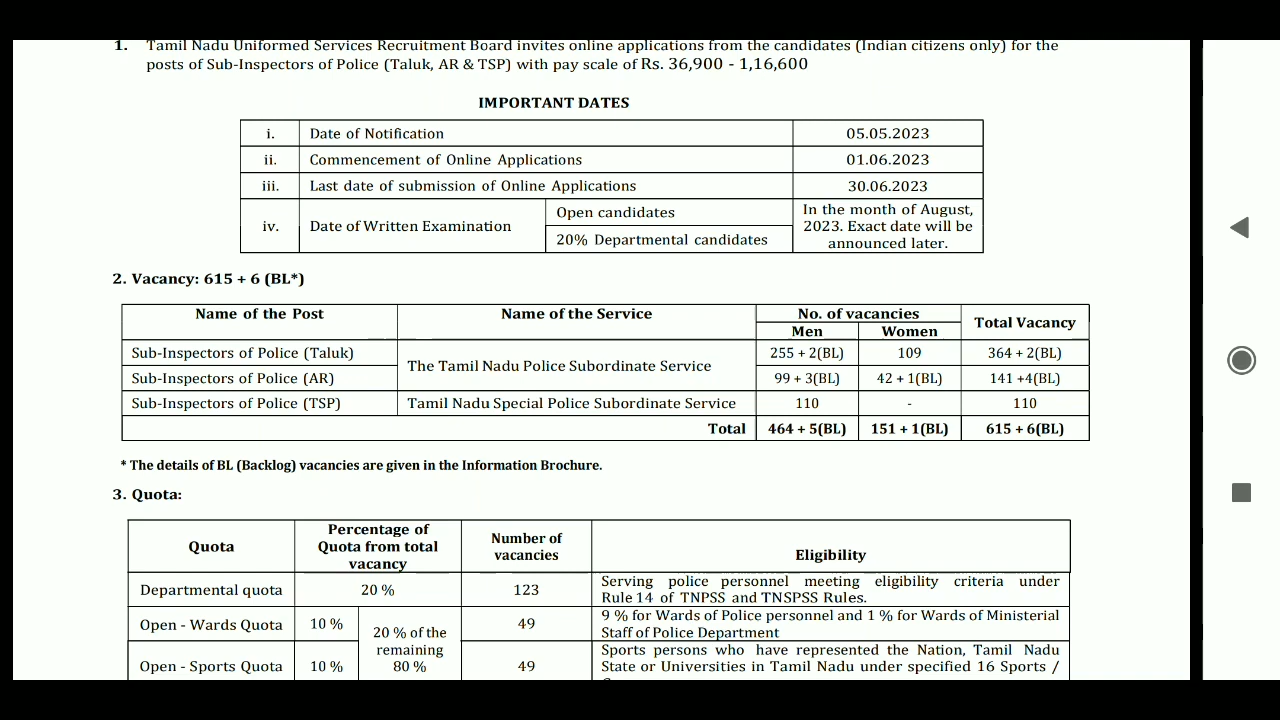 1. Tamil Nadu Uniformed Services Recruitment Board invites online applications from the candidates (Indian citizens only) for the
posts of Sub-Inspectors of Police (Taluk, AR & TSP) with pay scale of Rs. 36,900 - 1,16,600
IMPORTANT DATES
i. Date of Notification 05.05.2023
ii. Commencement of Online Applications 01.06.2023
iii. Last date of submission of Online Applications 30.06.2023
iv. Date of Written Examination
Open candidates
20% Departmental candidates
In the month of August,
2023. Exact date will be
announced later.
2. Vacancy: 615 + 6 (BL*)
Name of the Post Name of the Service No. of vacancies Total Vacancy
Men Women
Sub-Inspectors of Police (Taluk) The Tamil Nadu Police Subordinate Service 255 + 2(BL) 109 364 + 2(BL)
Sub-Inspectors of Police (AR) 99 + 3(BL) 42 + 1(BL) 141 +4(BL)
Sub-Inspectors of Police (TSP) Tamil Nadu Special Police Subordinate Service 110 - 110
Total 464 + 5(BL) 151 + 1(BL) 615 + 6(BL)
* The details of BL (Backlog) vacancies are given in the Information Brochure.
3. Quota:
Quota
Percentage of
Quota from total
vacancy
Number of
vacancies
Eligibility
Departmental quota 20 % 123
Serving police personnel meeting eligibility criteria under
Rule 14 of TNPSS and TNSPSS Rules.
Open - Wards Quota 10 %
20 % of the
remaining
80 %
49
9 % for Wards of Police personnel and 1 % for Wards of Ministerial
Staff of Police Department
Open - Sports Quota 10 % 49
Sports persons who have represented the Nation, Tamil Nadu
State or Universities in Tamil Nadu under specified 16 Sports /